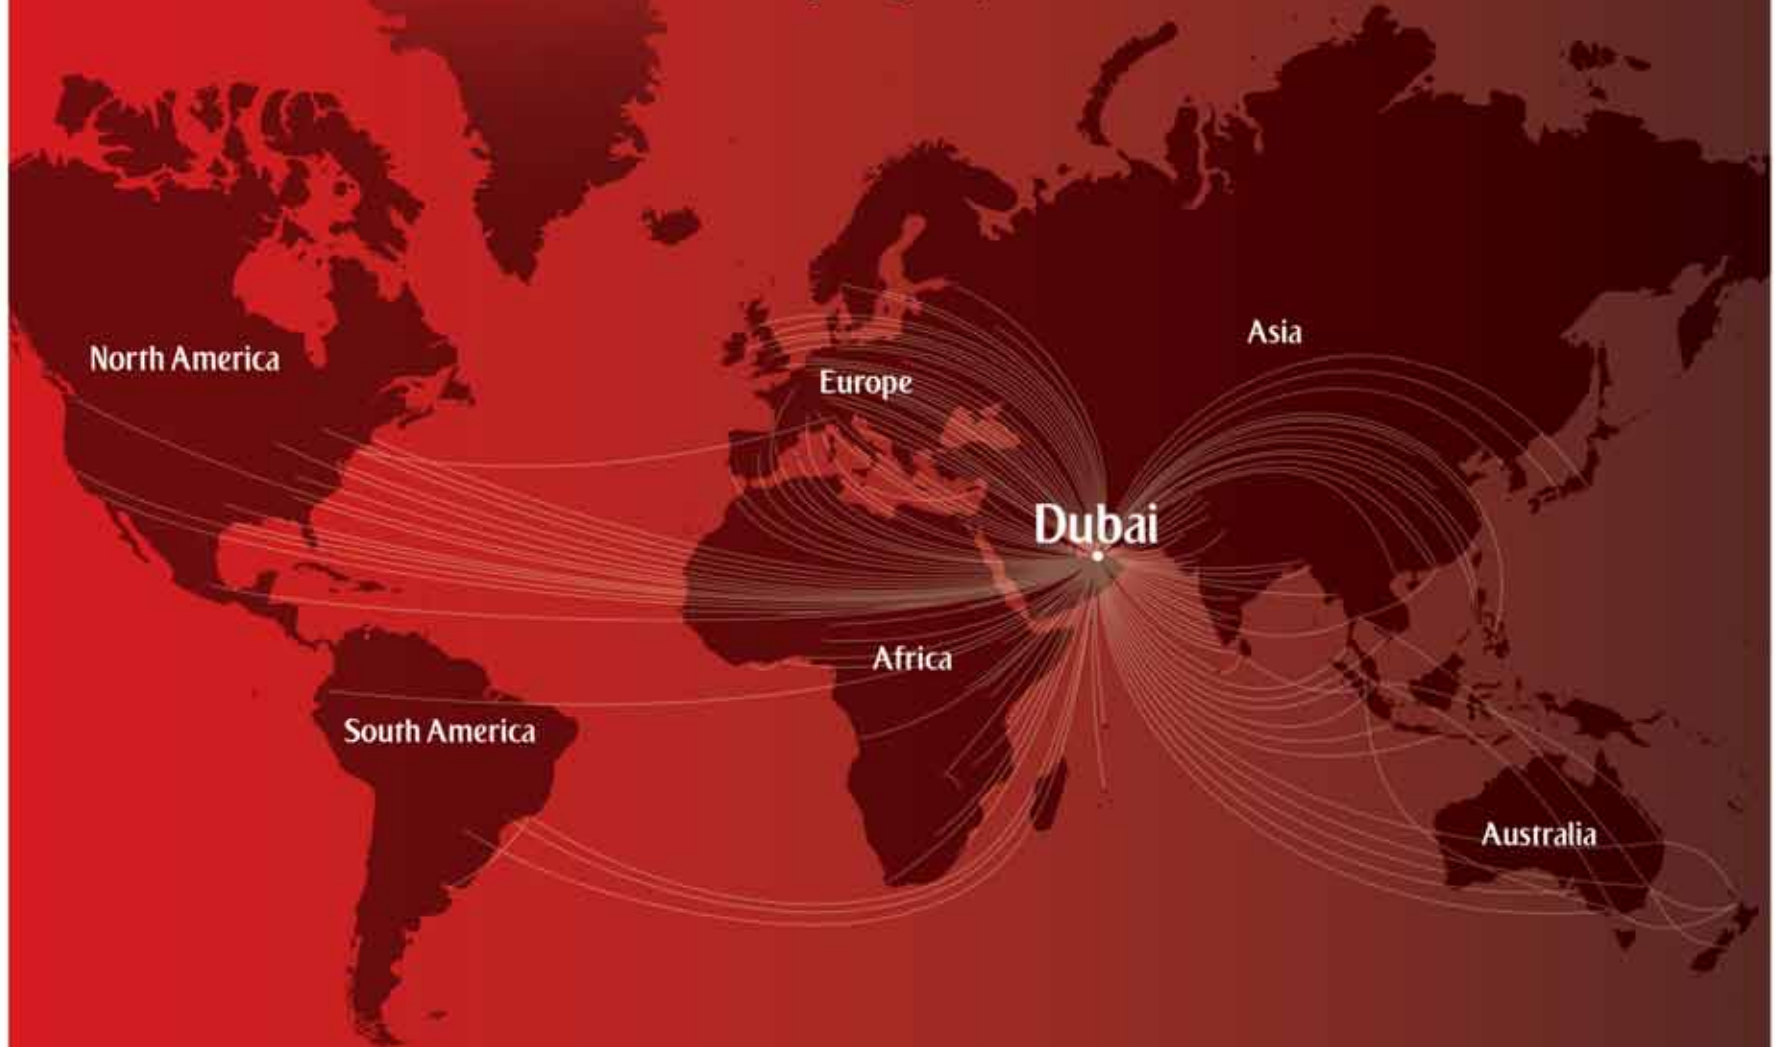 North America
Asia
Europe
Dubai
Africa
South America
Australia